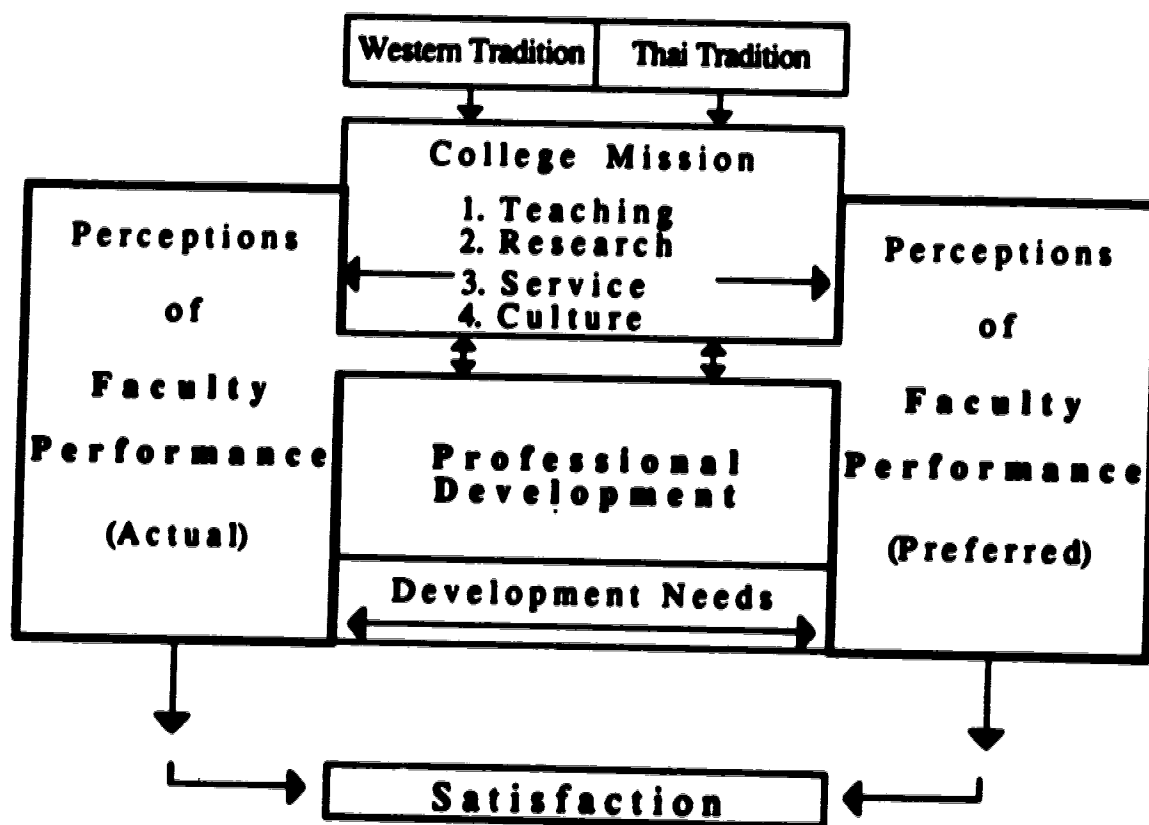 Western Tradition Thai Tradition
College Mission
1. Teaching
2. Research
3. Service
4. Culture
Perceptions
of
Faculty
Performance
(Actual)
Professional
Development
Development Needs
Perceptions
of
Faculty
Performance
(Preferred)
Satisfaction